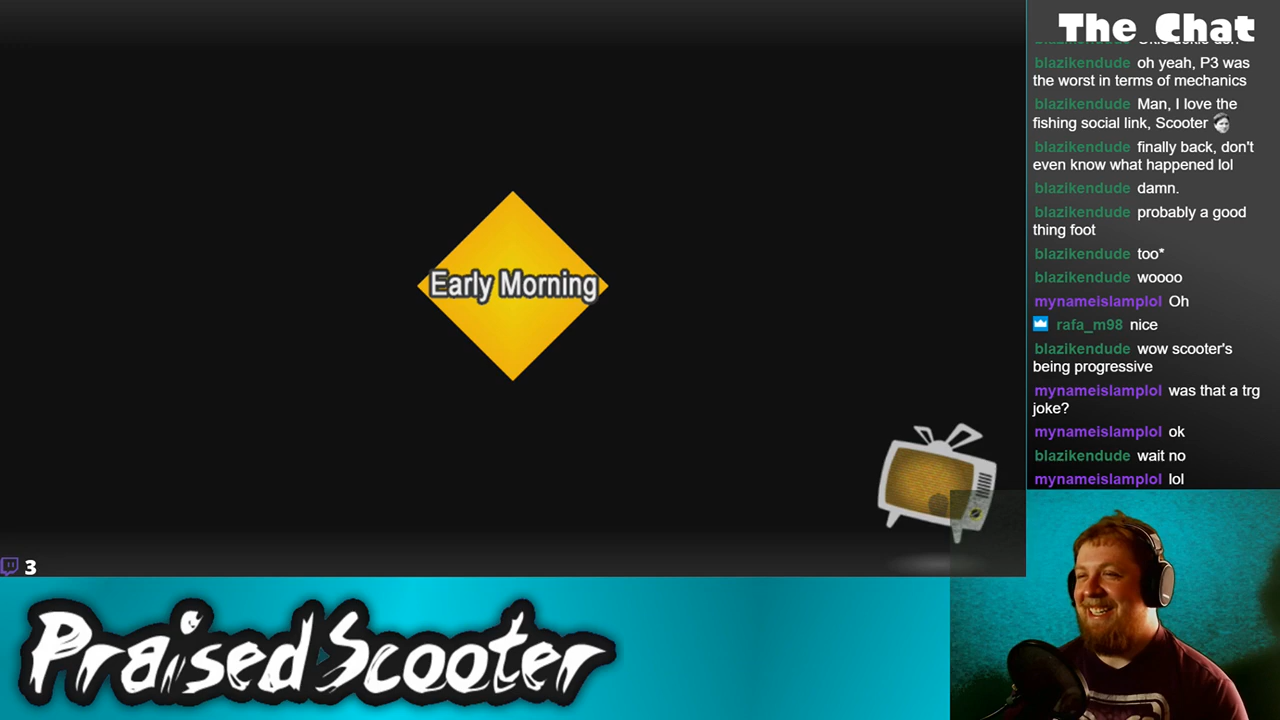 The Chat
blazikendude oh yeah, P3 was
the worst in terms of mechanics
blazikendude Man, I love the
fishing social link, Scooter
blazikendude finally back, don't
even know what happened lol
blazikendude damn.
blazikendude probably a good
thing foot
blazikendude too*
blazikendude woooo
mynameislamplol Oh
rafa_m98 nice
blazikendude wow scooter's
being progressive
mynameislamplol was that a trg
joke?
mynameislamplol ok
blazikendude wait no
mynameislamplol lol
Early Morning
3
PraisedScooter